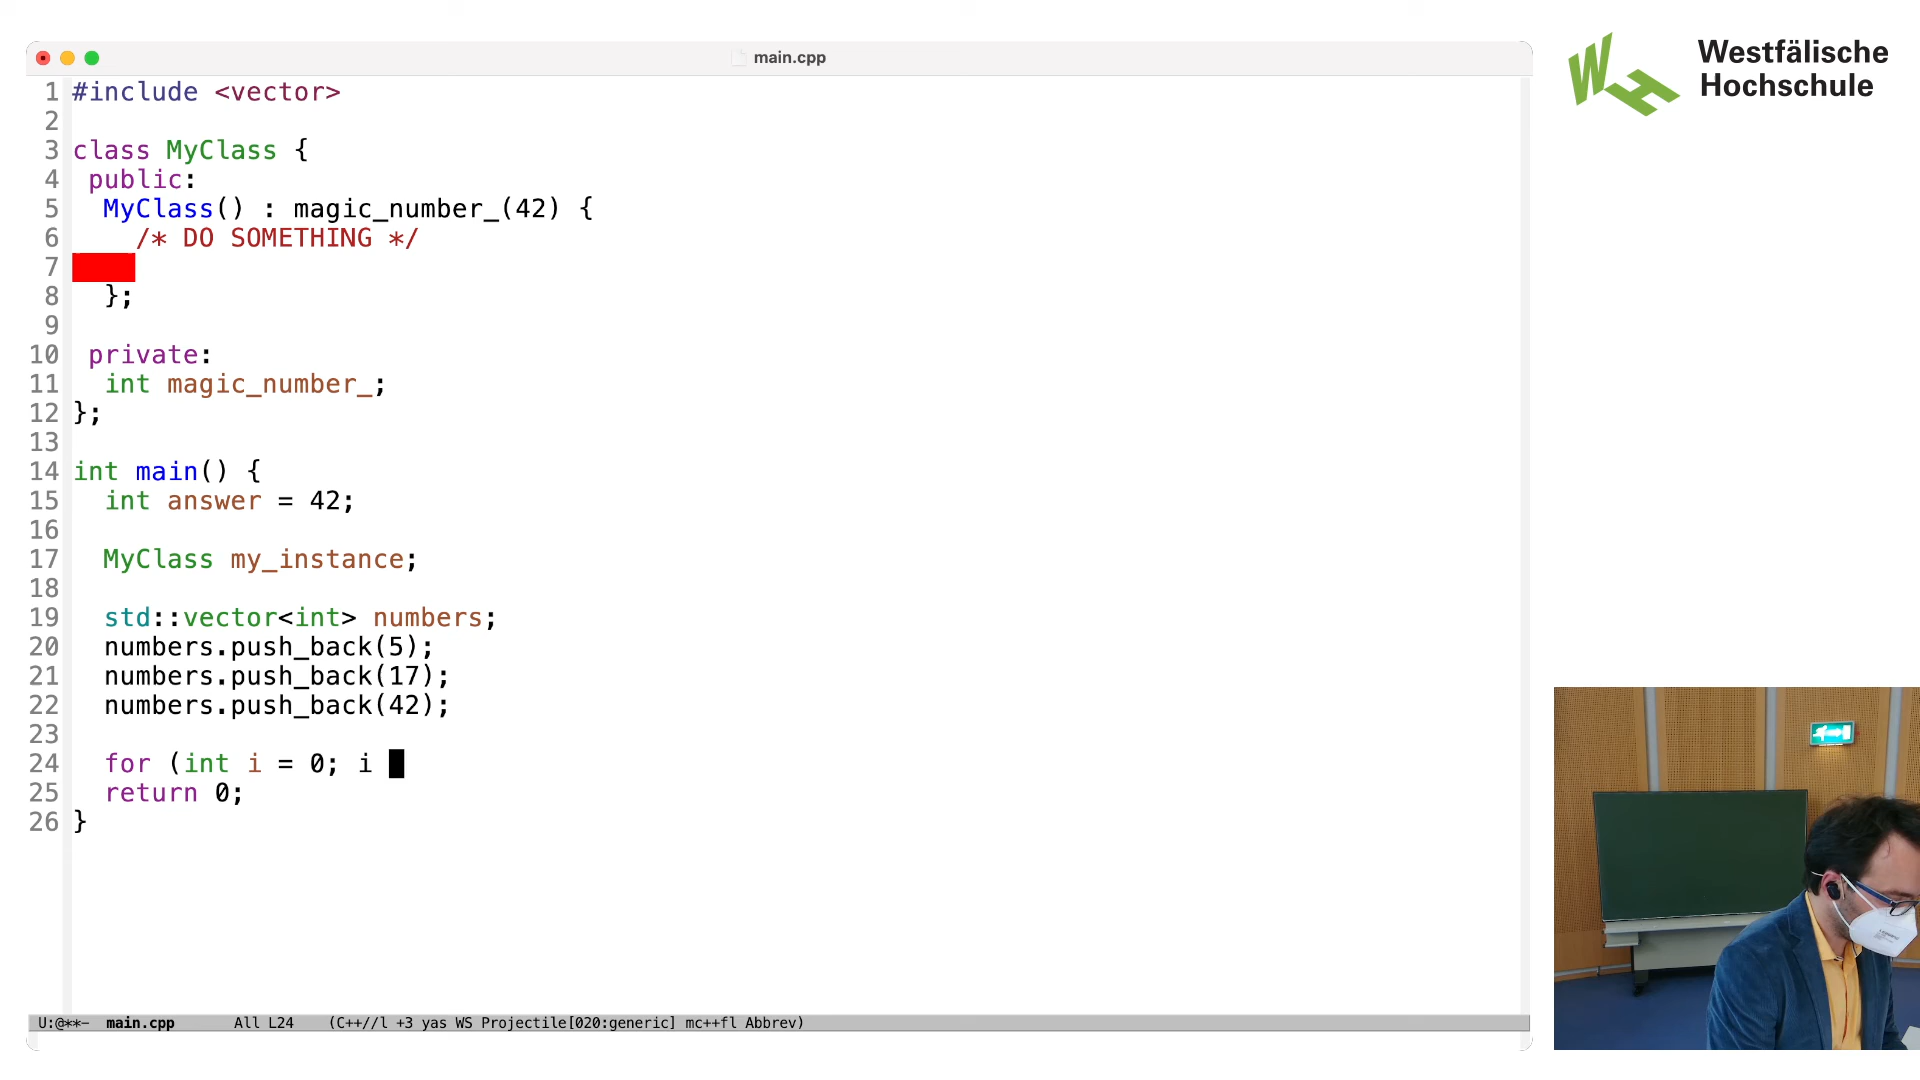 main.cpp
1 #include <vector>
2
3 class MyClass {
4 public:
5 MyClass() : magic_number_(42) {
6 /* DO SOMETHING */
7
8 };
9
10 private:
11 int magic_number_;
12 };
13
14 int main() {
15 int answer = 42;
16
17 MyClass my_instance;
18
19 std::vector<int> numbers;
20 numbers.push_back(5);
21 numbers.push_back(17);
22 numbers.push_back(42);
23
24 for (int i = 0; i
25 return 0;
26 }
U:@**- main.cpp All L24 (C++//l +3 yas WS Projectile[020:generic] mc++fl Abbrev)
WH
Westfälische
Hochschule